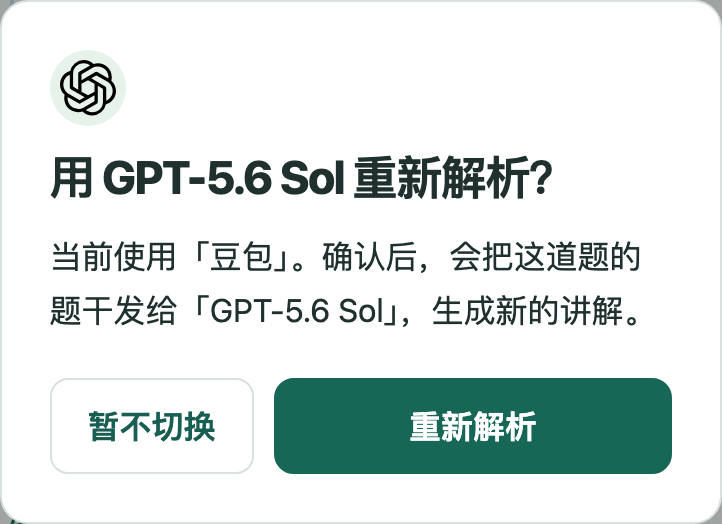 用 GPT-5.6 Sol 重新解析？
当前使用「豆包」。确认后，会把这道题的
题干发给「GPT-5.6 Sol」，生成新的讲解。
暂不切换
重新解析